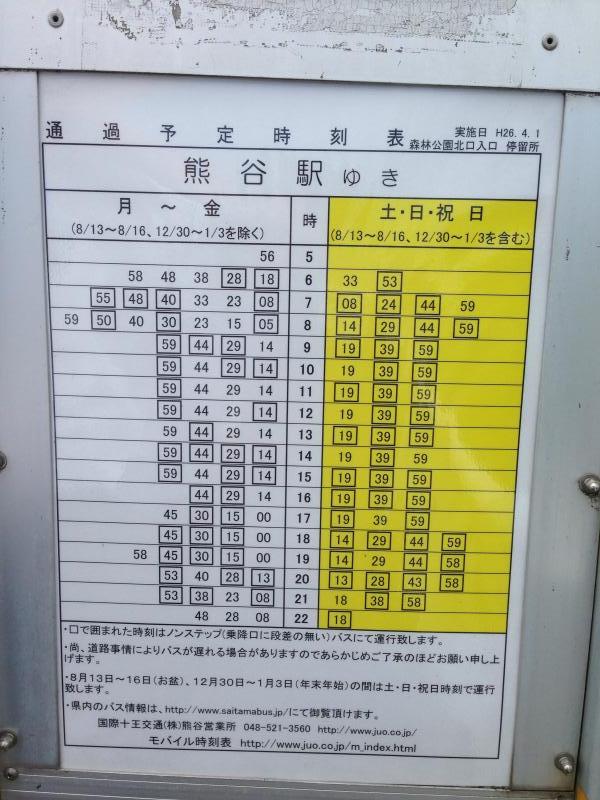 通過予定時刻表
実施日 H26.4.1
森林公園北口入口 停留所
熊谷駅ゆき
月～金
(8/13～8/16、12/30～1/3を除く)
時
土・日・祝日
(8/13～8/16、12/30～1/3を含む)
56 5
58 48 38 28 18 6 33 53
55 48 40 33 23 08 7 08 24 44 59
59 50 40 30 23 15 05 8 14 29 44 59
59 44 29 14 9 19 39 59
59 44 29 14 10 19 39 59
59 44 29 14 11 19 39 59
59 44 29 14 12 19 39 59
59 44 29 14 13 19 39 59
59 44 29 14 14 19 39 59
59 44 29 14 15 19 39 59
44 29 14 16 19 39 59
45 30 15 00 17 19 39 59
45 30 15 00 18 14 29 44 59
58 45 30 15 00 19 14 29 44 58
53 40 28 13 20 13 28 43 58
53 38 23 08 21 18 38 58
48 28 08 22 18
・口で囲まれた時刻はノンステップ(乗降口に段差の無い)バスにて運行致します。
・尚、道路事情によりバスが遅れる場合がありますのであらかじめご了承のほどお願い申し上
げます。
・8月13日～16日(お盆)、12月30日～1月3日(年末年始)の間は土・日・祝日時刻で運行
致します。
・県内のバス情報は、http://www.saitamabus.jp/にて御覧頂けます。
国際十王交通(株)熊谷営業所 048-521-3560 http://www.juo.co.jp/
モバイル時刻表 http://www.juo.co.jp/m_index.html